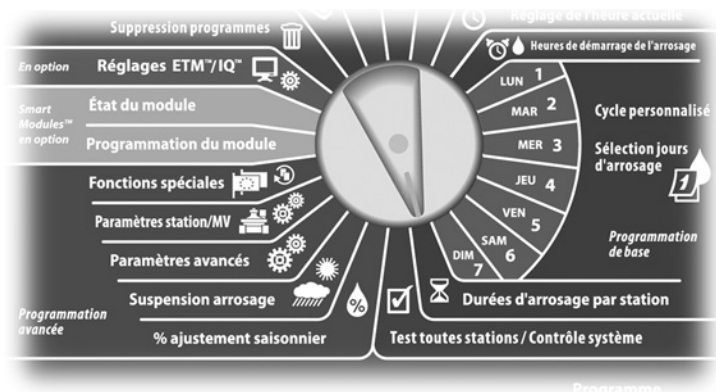 Suppression programmes
Réglage de l'heure actuelle
En option
Réglages ETM™/IQ™
Heures de démarrage de l'arrosage
Smart
Modules™
en option
État du module
Programmation du module
LUN 1
MAR 2
MER 3
JEU 4
VEN 5
SAM 6
DIM 7
Cycle personnalisé
Sélection jours
d'arrosage
1
Programmation
de base
Fonctions spéciales
Paramètres station/MV
Paramètres avancés
Suspension arrosage
Programmation
avancée
%
% ajustement saisonnier
Durées d'arrosage par station
Test toutes stations / Contrôle système
Programme